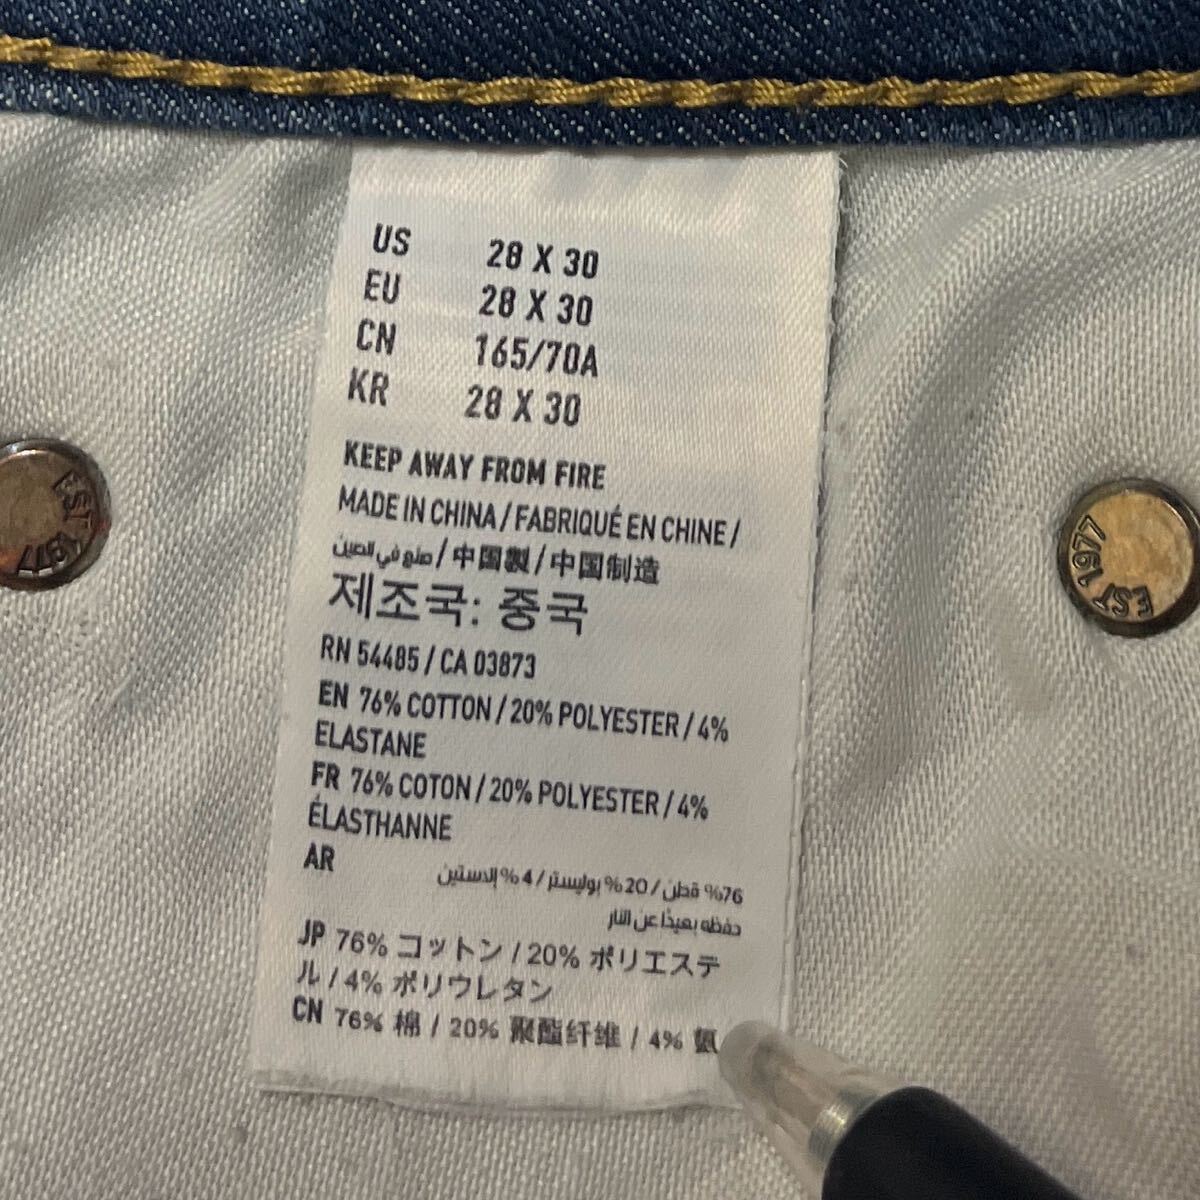 US 28 X 30
EU 28 X 30
CN 165/70A
KR 28 X 30
KEEP AWAY FROM FIRE
MADE IN CHINA / FABRIQUÉ EN CHINE /
صنع في الصين / 中国製 / 中国制造
제조국: 중국
RN 54485 / CA 03873
EN 76% COTTON / 20% POLYESTER / 4%
ELASTANE
FR 76% COTON / 20% POLYESTER / 4%
ÉLASTHANNE
AR
76% قطن / 20% بوليستر / 4% إلاستين
حفظه بعيدًا عن النار
JP 76% コットン / 20% ポリエステ
ル / 4% ポリウレタン
CN 76% 棉 / 20% 聚酯纤维 / 4% 氨
EST 1977
EST 1977